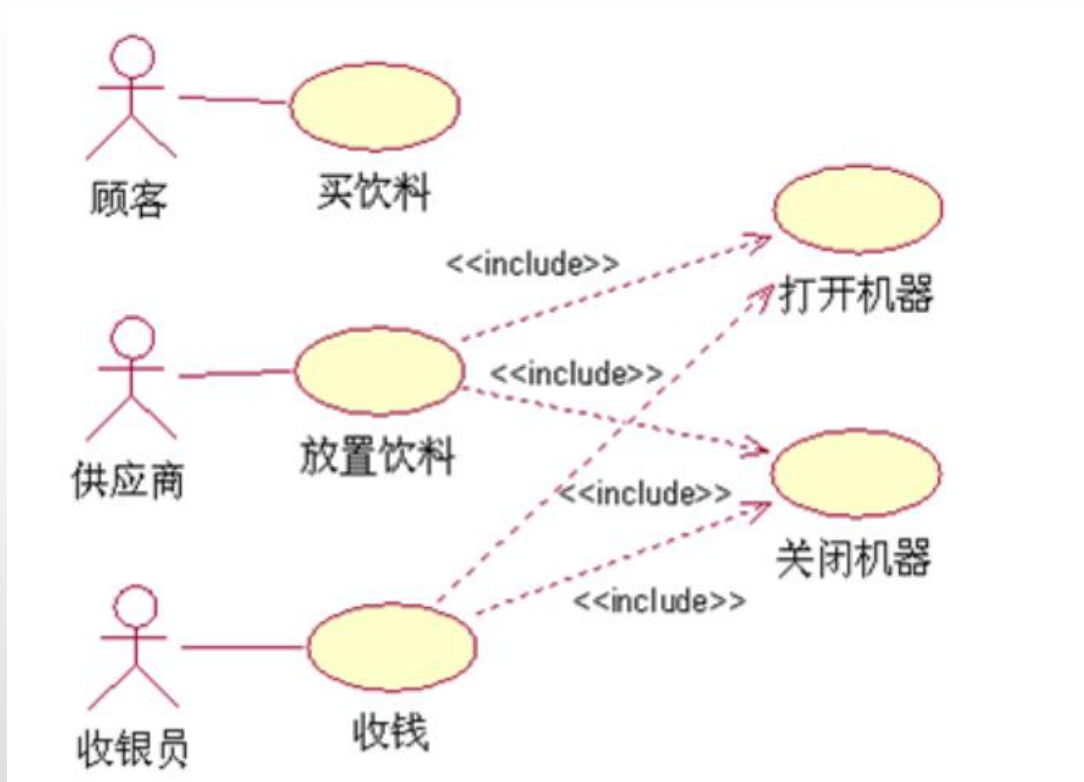 顾客
买饮料
<<include>>
打开机器
供应商
放置饮料
<<include>>
<<include>>
关闭机器
<<include>>
收银员
收钱